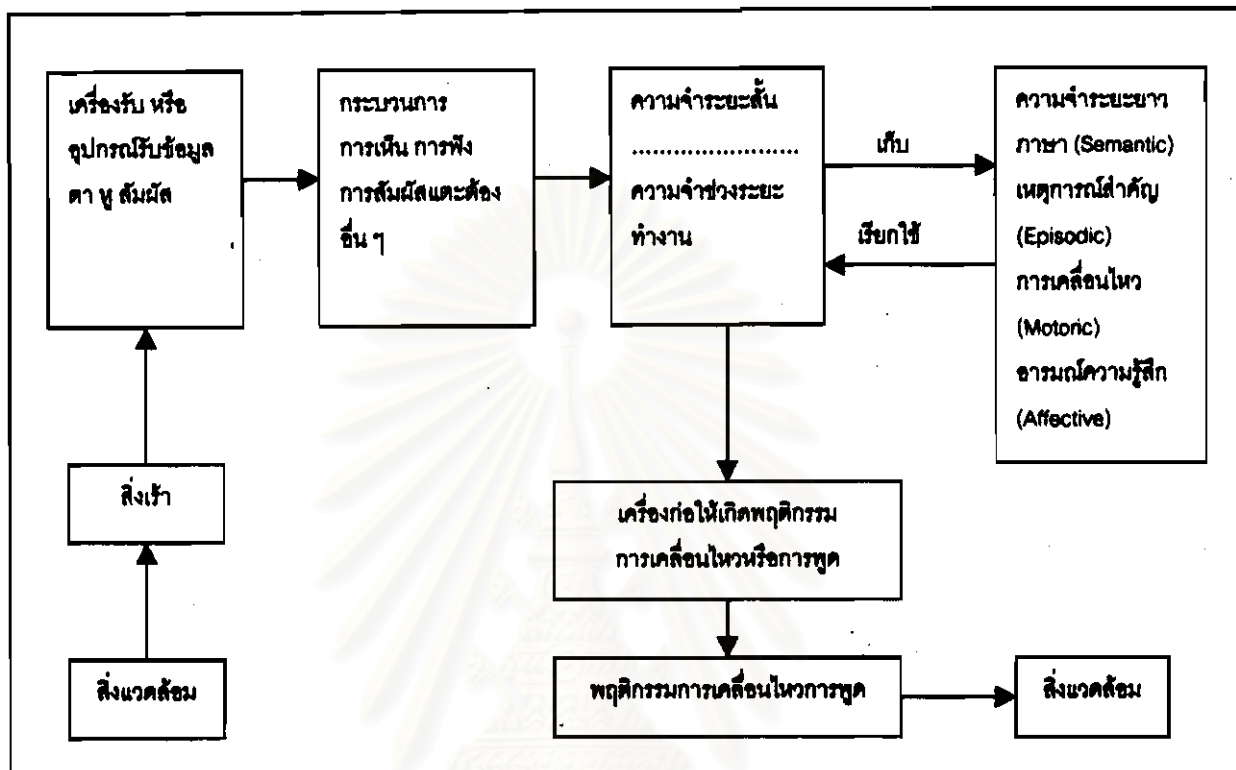 เครื่องรับ หรือ
อุปกรณ์รับข้อมูล
ตา หู สัมผัส
กระบวนการ
การเห็น การฟัง
การสัมผัสแตะต้อง
อื่น ๆ
ความจำระยะสั้น
........................
ความจำช่วงระยะ
ทำงาน
เก็บ
เรียกใช้
ความจำระยะยาว
ภาษา (Semantic)
เหตุการณ์สำคัญ
(Episodic)
การเคลื่อนไหว
(Motoric)
อารมณ์ความรู้สึก
(Affective)
สิ่งเร้า
สิ่งแวดล้อม
เครื่องก่อให้เกิดพฤติกรรม
การเคลื่อนไหวหรือการพูด
พฤติกรรมการเคลื่อนไหวการพูด
สิ่งแวดล้อม